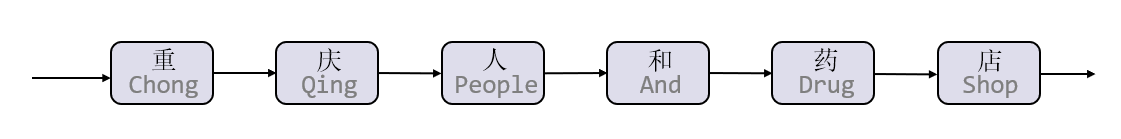 重 庆 人 和 药 店
Chong Qing People And Drug Shop